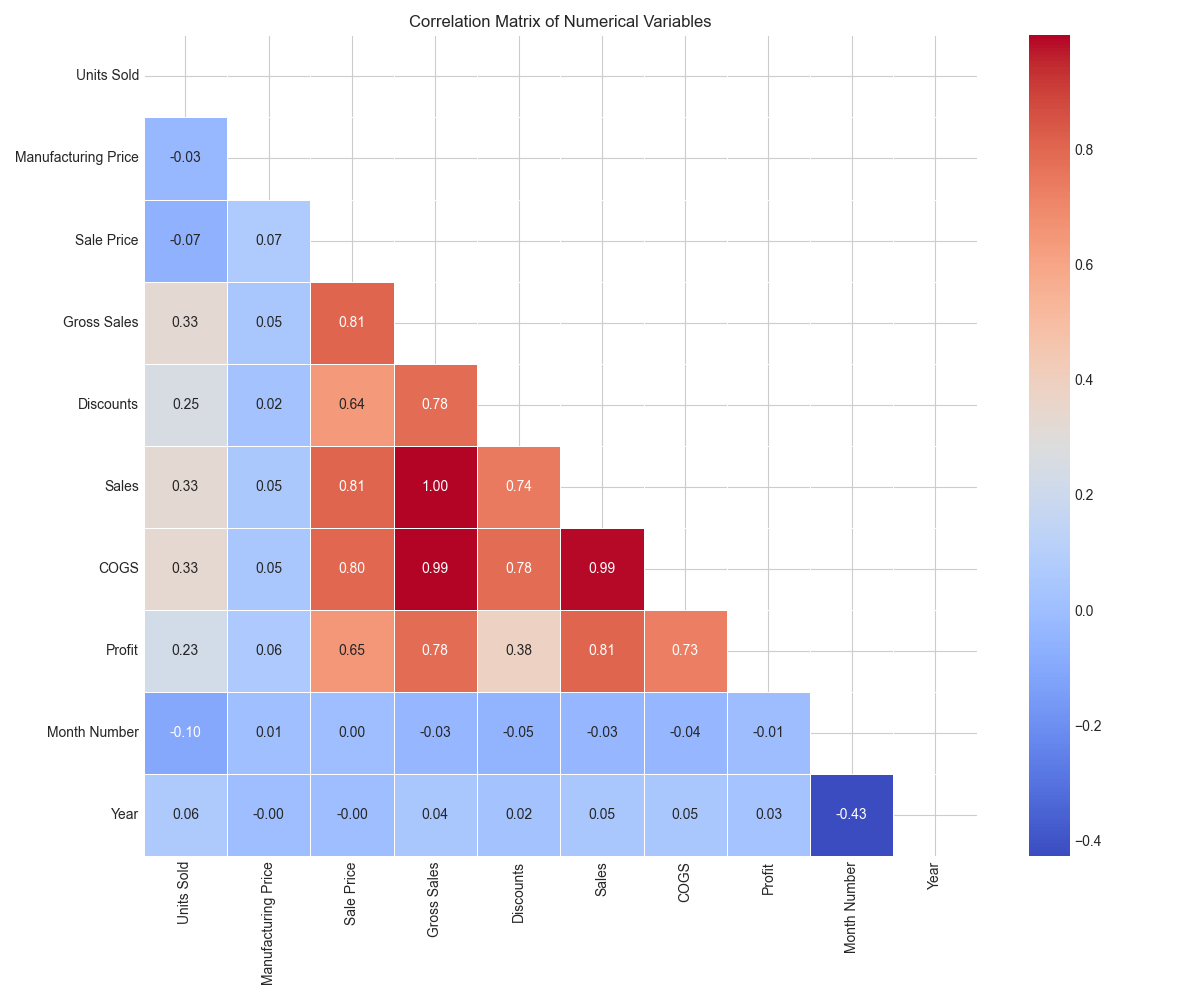 Correlation Matrix of Numerical Variables
Units Sold
Manufacturing Price -0.03
Sale Price -0.07 0.07
Gross Sales 0.33 0.05 0.81
Discounts 0.25 0.02 0.64 0.78
Sales 0.33 0.05 0.81 1.00 0.74
COGS 0.33 0.05 0.80 0.99 0.78 0.99
Profit 0.23 0.06 0.65 0.78 0.38 0.81 0.73
Month Number -0.10 0.01 0.00 -0.03 -0.05 -0.03 -0.04 -0.01
Year 0.06 -0.00 -0.00 0.04 0.02 0.05 0.05 0.03 -0.43
Units Sold
Manufacturing Price
Sale Price
Gross Sales
Discounts
Sales
COGS
Profit
Month Number
Year
0.8
0.6
0.4
0.2
0.0
−0.2
−0.4